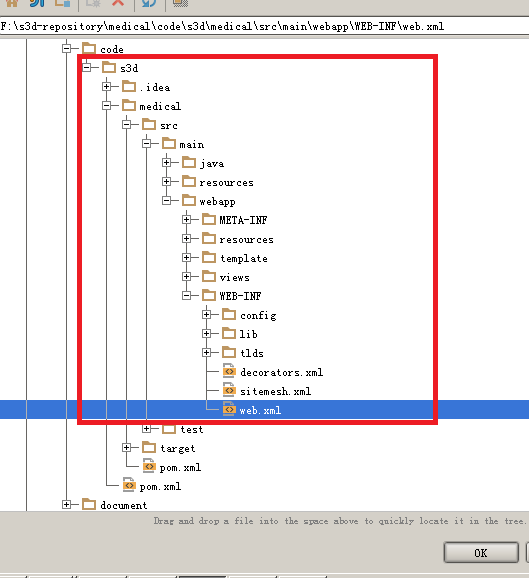 F:\s3d-repository\medical\code\s3d\medical\src\main\webapp\WEB-INF\web.xml
code
s3d
.idea
medical
src
main
java
resources
webapp
META-INF
resources
template
views
WEB-INF
config
lib
tlds
decorators.xml
sitemesh.xml
web.xml
test
target
pom.xml
pom.xml
document
Drag and drop a file into the space above to quickly locate it in the tree.
OK